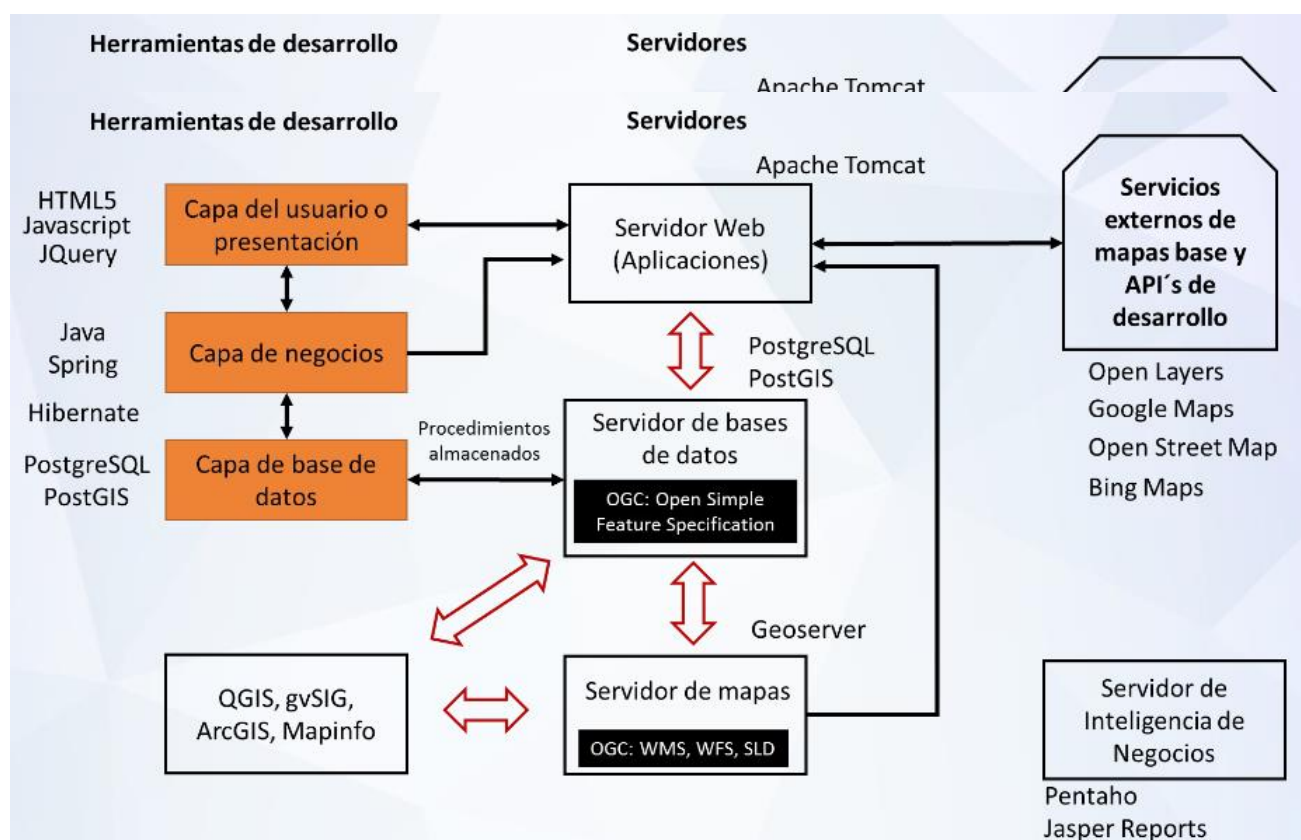 Herramientas de desarrollo
Servidores
Apache Tomcat
Herramientas de desarrollo
Servidores
Apache Tomcat
HTML5
Javascript
JQuery
Capa del usuario o
presentación
Servidor Web
(Aplicaciones)
Servicios
externos de
mapas base y
API´s de
desarrollo
Java
Spring
Capa de negocios
PostgreSQL
PostGIS
Open Layers
Google Maps
Open Street Map
Bing Maps
Hibernate
PostgreSQL
PostGIS
Capa de base de
datos
Procedimientos
almacenados
Servidor de bases
de datos
OGC: Open Simple
Feature Specification
Geoserver
QGIS, gvSIG,
ArcGIS, Mapinfo
Servidor de mapas
OGC: WMS, WFS, SLD
Servidor de
Inteligencia de
Negocios
Pentaho
Jasper Reports